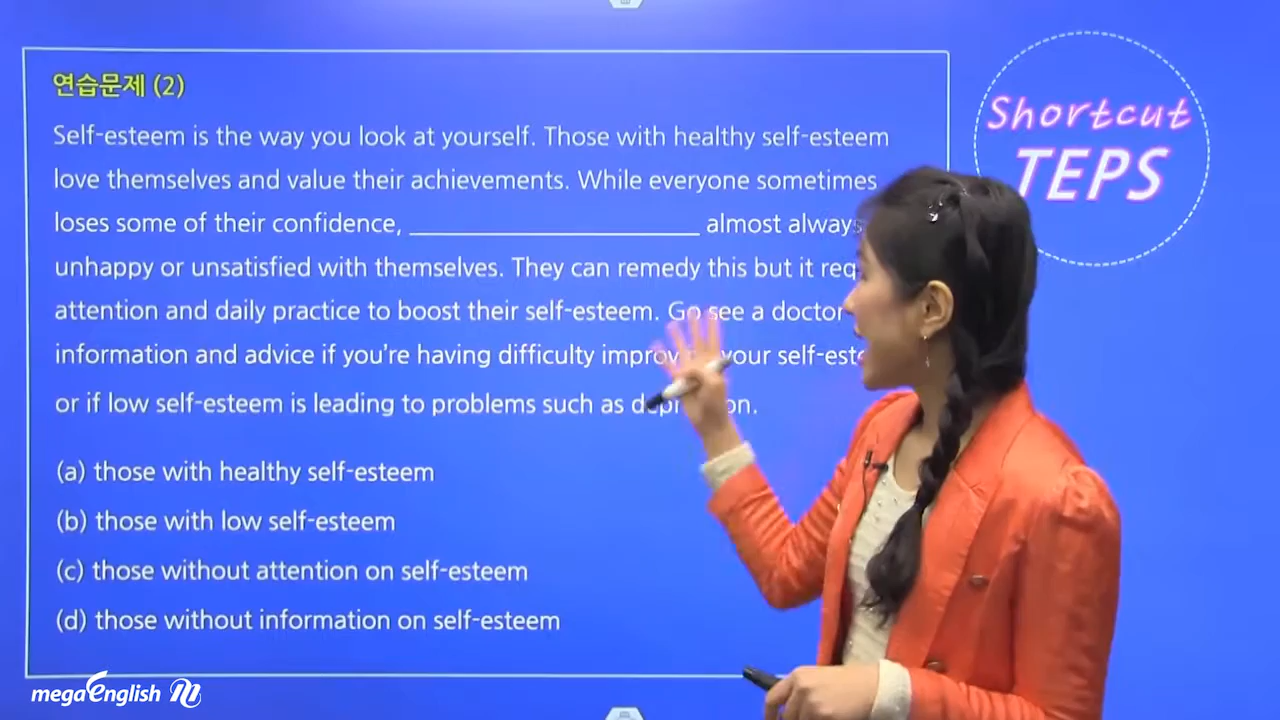 연습문제 (2)
Self-esteem is the way you look at yourself. Those with healthy self-esteem
love themselves and value their achievements. While everyone sometimes
loses some of their confidence, ______________________ almost always
unhappy or unsatisfied with themselves. They can remedy this but it
attention and daily practice to boost their self-esteem. Go see a doctor
information and advice if you're having difficulty your
or if low self-esteem is leading to problems such as
(a) those with healthy self-esteem
(b) those with low self-esteem
(c) those without attention on self-esteem
(d) those without information on self-esteem
Shortcut
TEPS
megaEnglish m